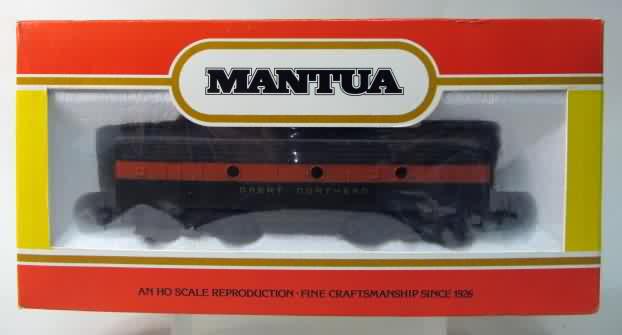 MANTUA
GREAT NORTHERN
AN HO SCALE REPRODUCTION · FINE CRAFTSMANSHIP SINCE 1926